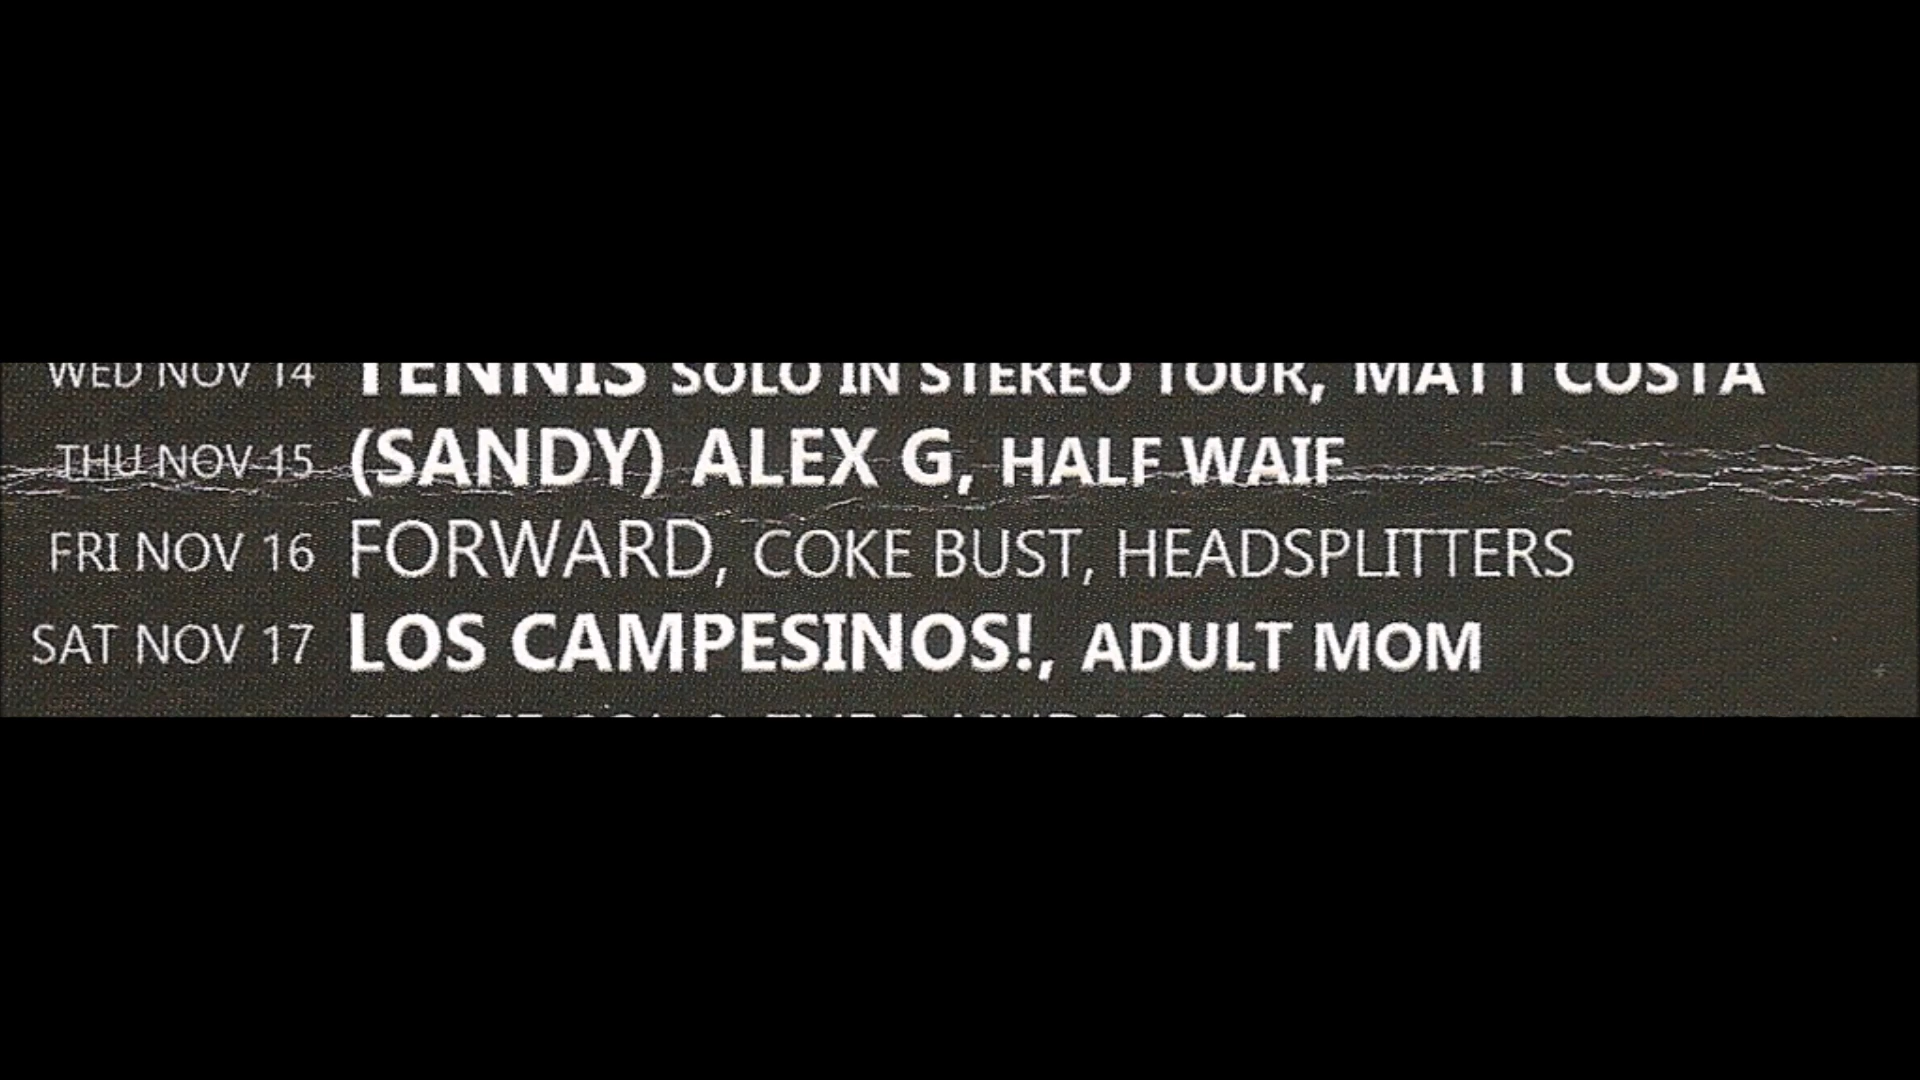 WED NOV 14 TENNIS SOLO IN STEREO TOUR, MATT COSTA
THU NOV 15 (SANDY) ALEX G, HALF WAIF
FRI NOV 16 FORWARD, COKE BUST, HEADSPLITTERS
SAT NOV 17 LOS CAMPESINOS!, ADULT MOM